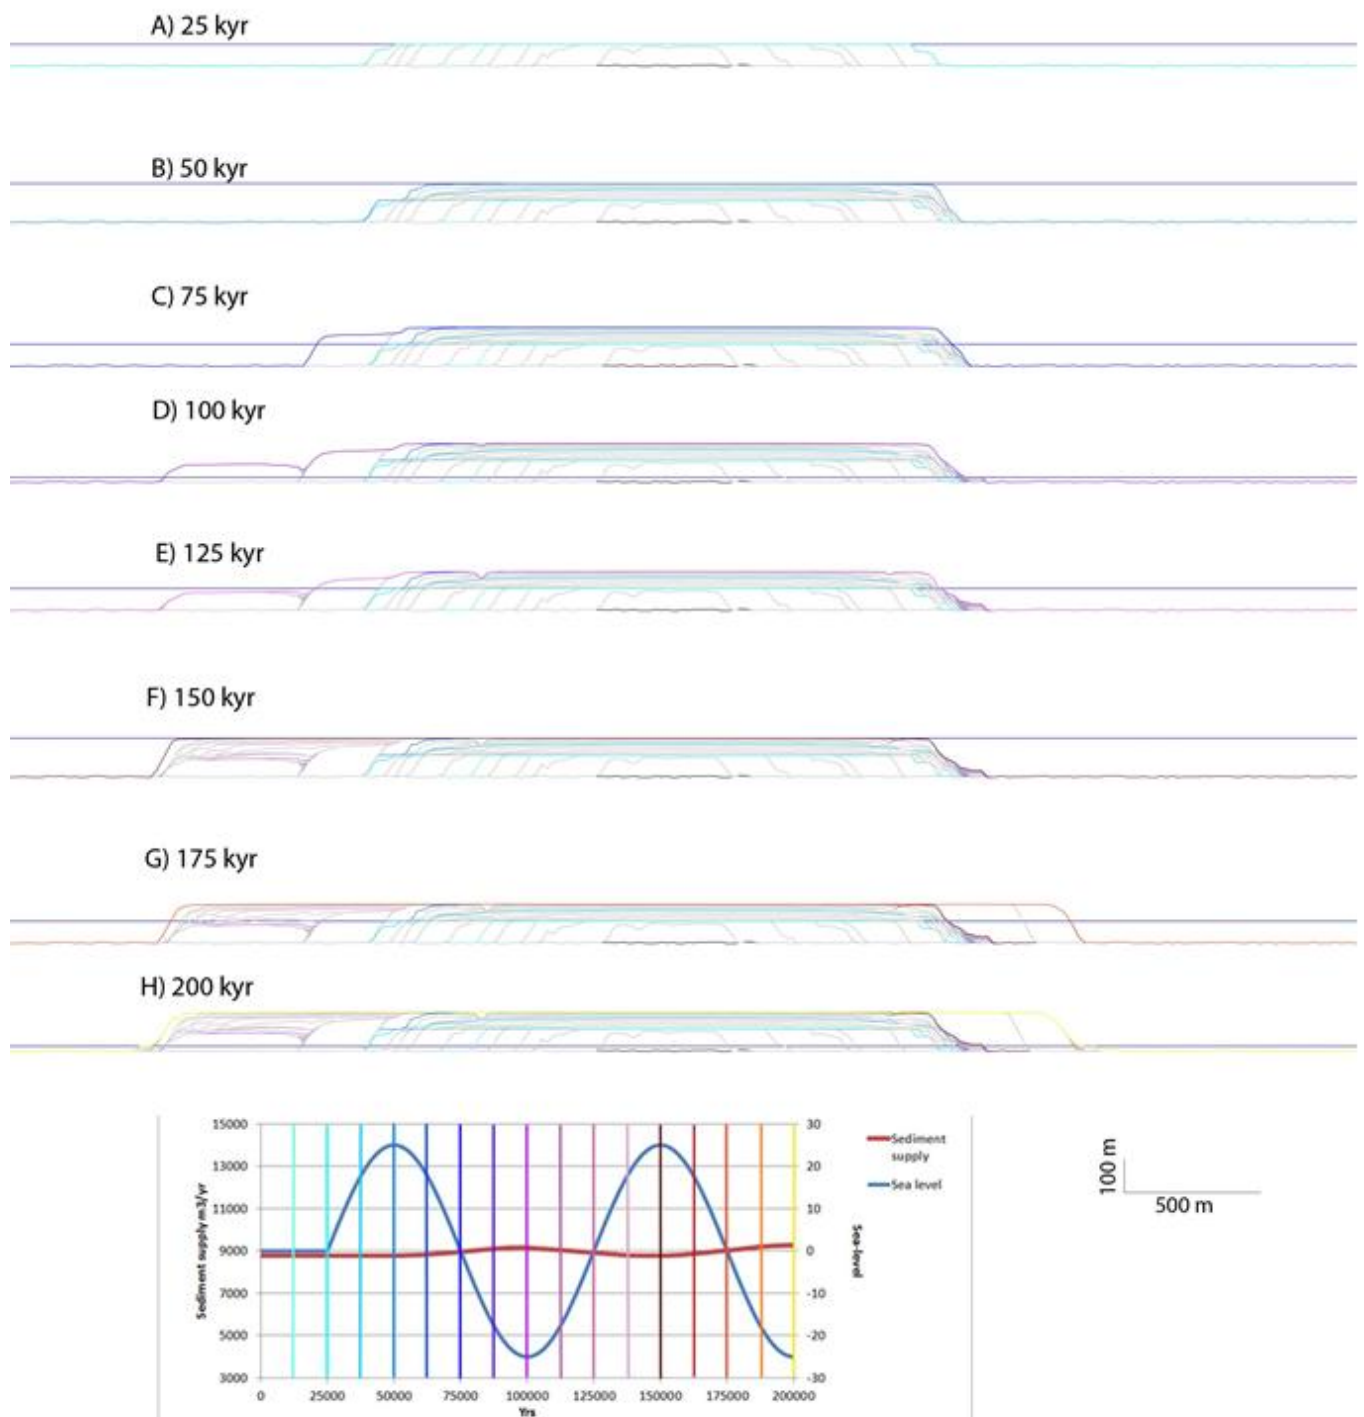 A) 25 kyr
B) 50 kyr
C) 75 kyr
D) 100 kyr
E) 125 kyr
F) 150 kyr
G) 175 kyr
H) 200 kyr
15000
13000
11000
9000
7000
5000
3000
Sediment supply m3/yr
30
20
10
0
-10
-20
-30
Sea-level
0 25000 50000 75000 100000 125000 150000 175000 200000
Yrs
Sediment
supply
Sea level
100 m
500 m